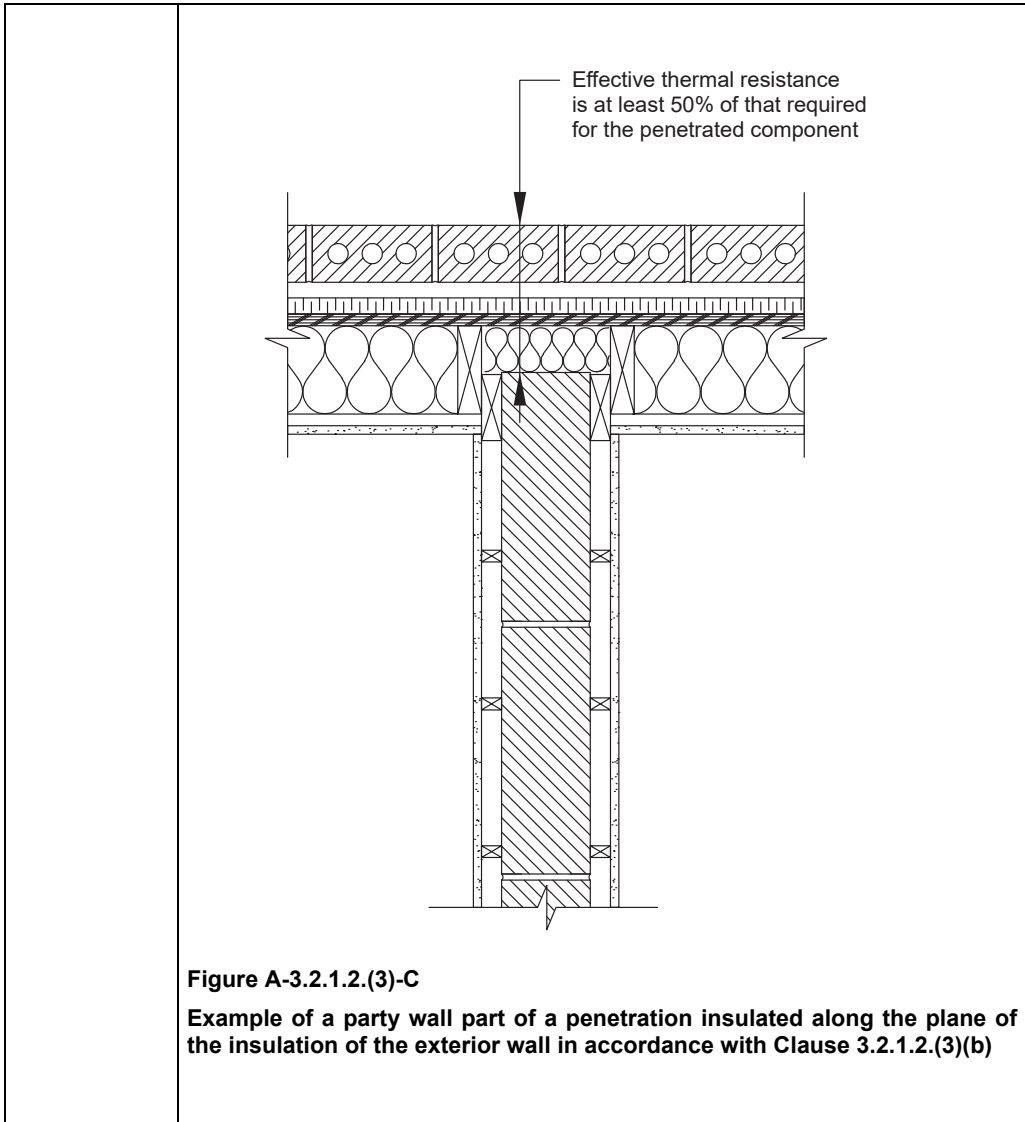 Effective thermal resistance
is at least 50% of that required
for the penetrated component
Figure A-3.2.1.2.(3)-C
Example of a party wall part of a penetration insulated along the plane of
the insulation of the exterior wall in accordance with Clause 3.2.1.2.(3)(b)